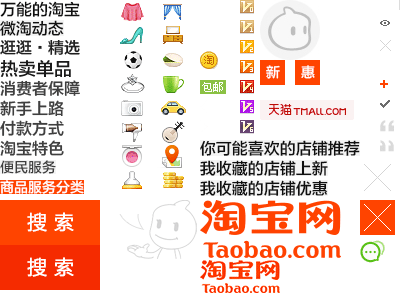 万能的淘宝
微淘动态
逛逛·精选
热卖单品
消费者保障
新手上路
付款方式
淘宝特色
便民服务
商品服务分类
搜索
搜索
淘
包邮
新 惠
天猫 TMALL.COM
你可能喜欢的店铺推荐
我收藏的店铺上新
我收藏的店铺优惠
淘宝网
Taobao.com
淘宝网
Taobao.com